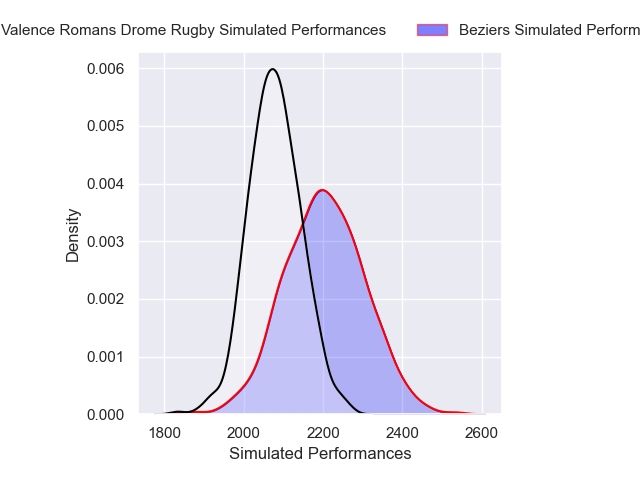 Valence Romans Drome Rugby Simulated Performances
Beziers Simulated Perform
0.006
0.005
0.004
0.003
0.002
0.001
0.000
Density
1800 2000 2200 2400 2600
Simulated Performances